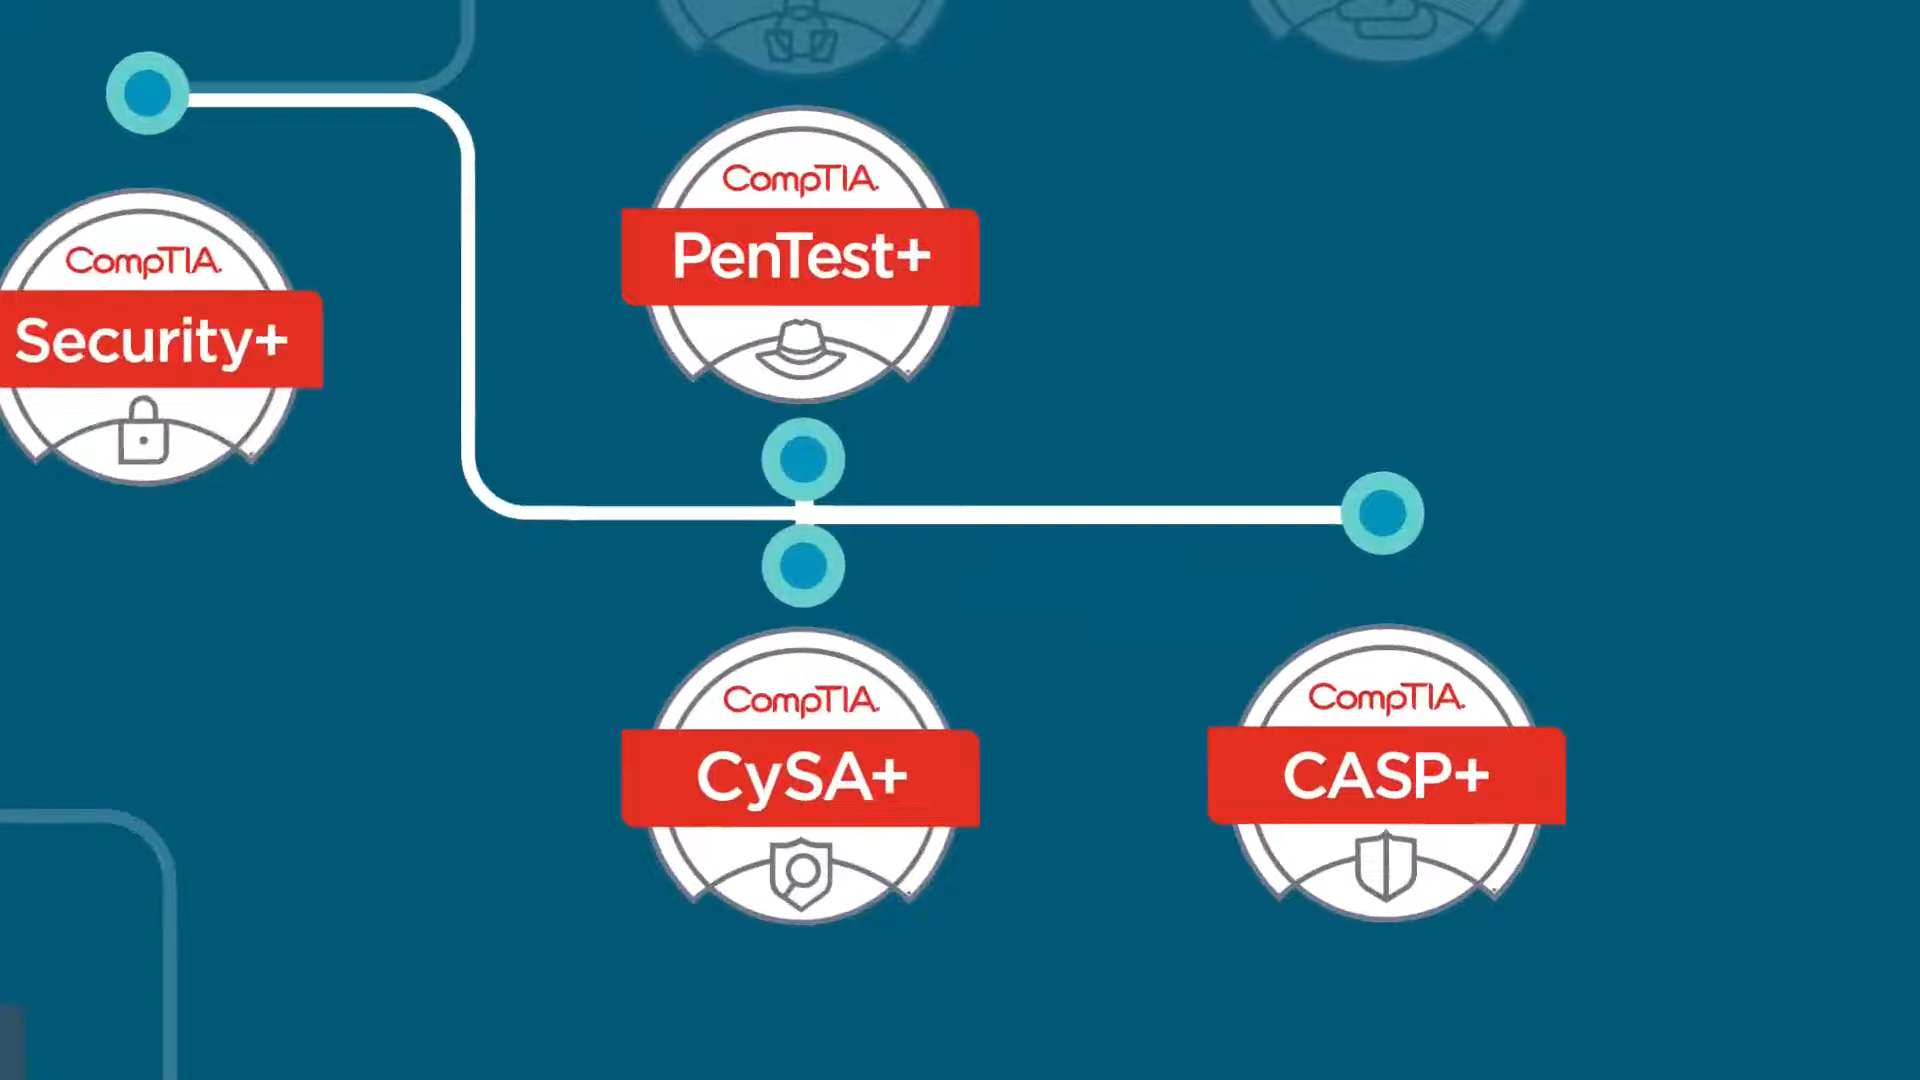 CompTIA.
Security+
CompTIA.
PenTest+
CompTIA.
CySA+
CompTIA.
CASP+